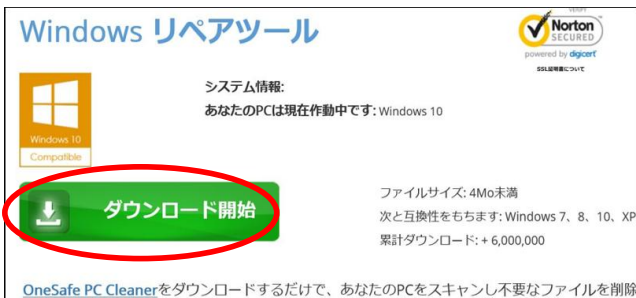 Windows リペアツール
VERIFY
Norton
SECURED
powered by digicert
SSL証明書について
システム情報:
あなたのPCは現在作動中です: Windows 10
Windows 10
Compatible
ダウンロード開始
ファイルサイズ: 4Mo未満
次と互換性をもちます: Windows 7、8、10、XP
累計ダウンロード: + 6,000,000
OneSafe PC Cleanerをダウンロードするだけで、あなたのPCをスキャンし不要なファイルを削除